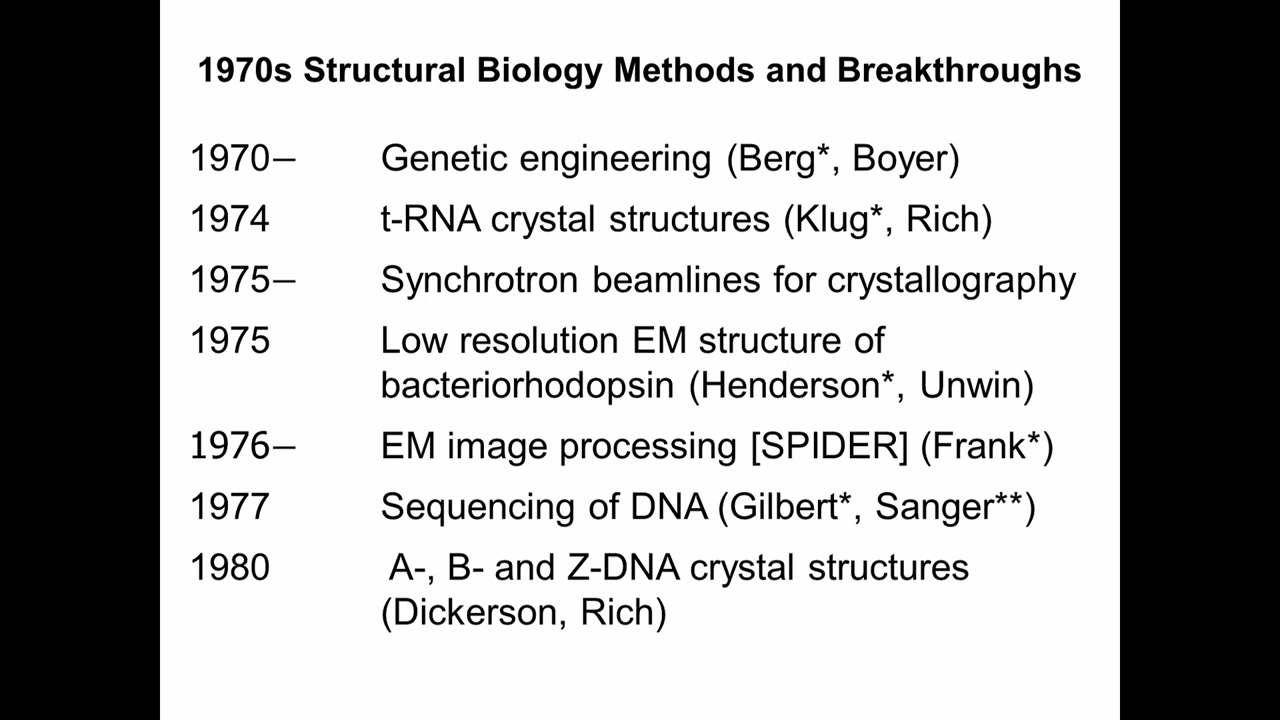 1970s Structural Biology Methods and Breakthroughs
1970– Genetic engineering (Berg*, Boyer)
1974 t-RNA crystal structures (Klug*, Rich)
1975– Synchrotron beamlines for crystallography
1975 Low resolution EM structure of
bacteriorhodopsin (Henderson*, Unwin)
1976– EM image processing [SPIDER] (Frank*)
1977 Sequencing of DNA (Gilbert*, Sanger**)
1980 A-, B- and Z-DNA crystal structures
(Dickerson, Rich)